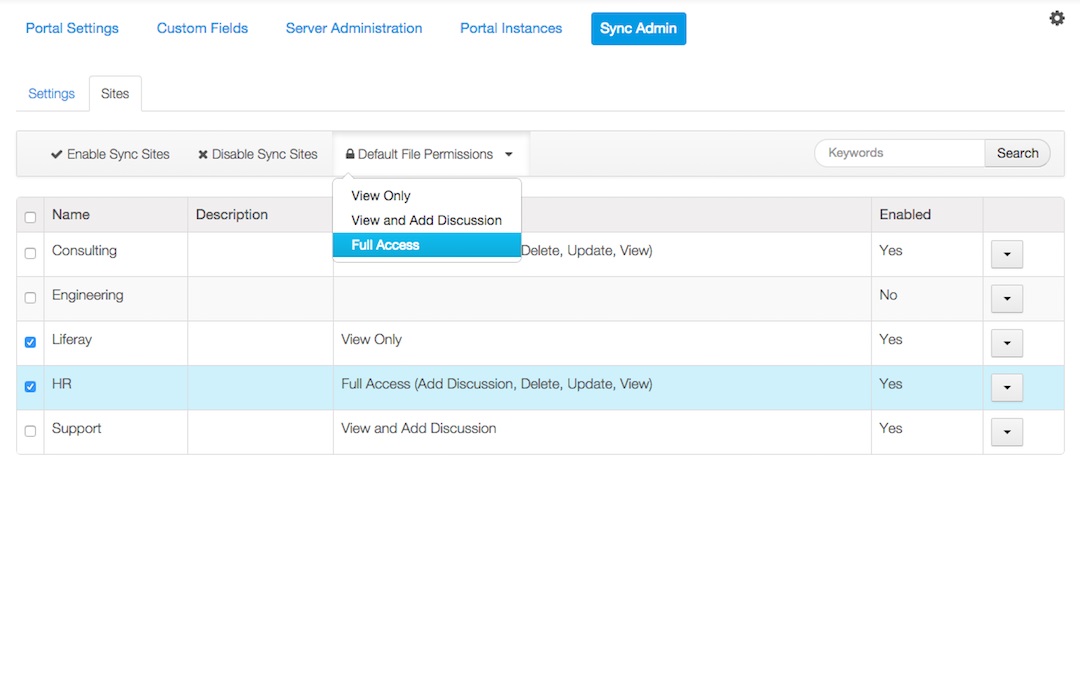 Portal Settings Custom Fields Server Administration Portal Instances Sync Admin
Settings Sites
Enable Sync Sites Disable Sync Sites Default File Permissions Keywords Search
View Only
View and Add Discussion
Full Access
Name Description Enabled
Consulting Delete, Update, View) Yes
Engineering No
Liferay View Only Yes
HR Full Access (Add Discussion, Delete, Update, View) Yes
Support View and Add Discussion Yes